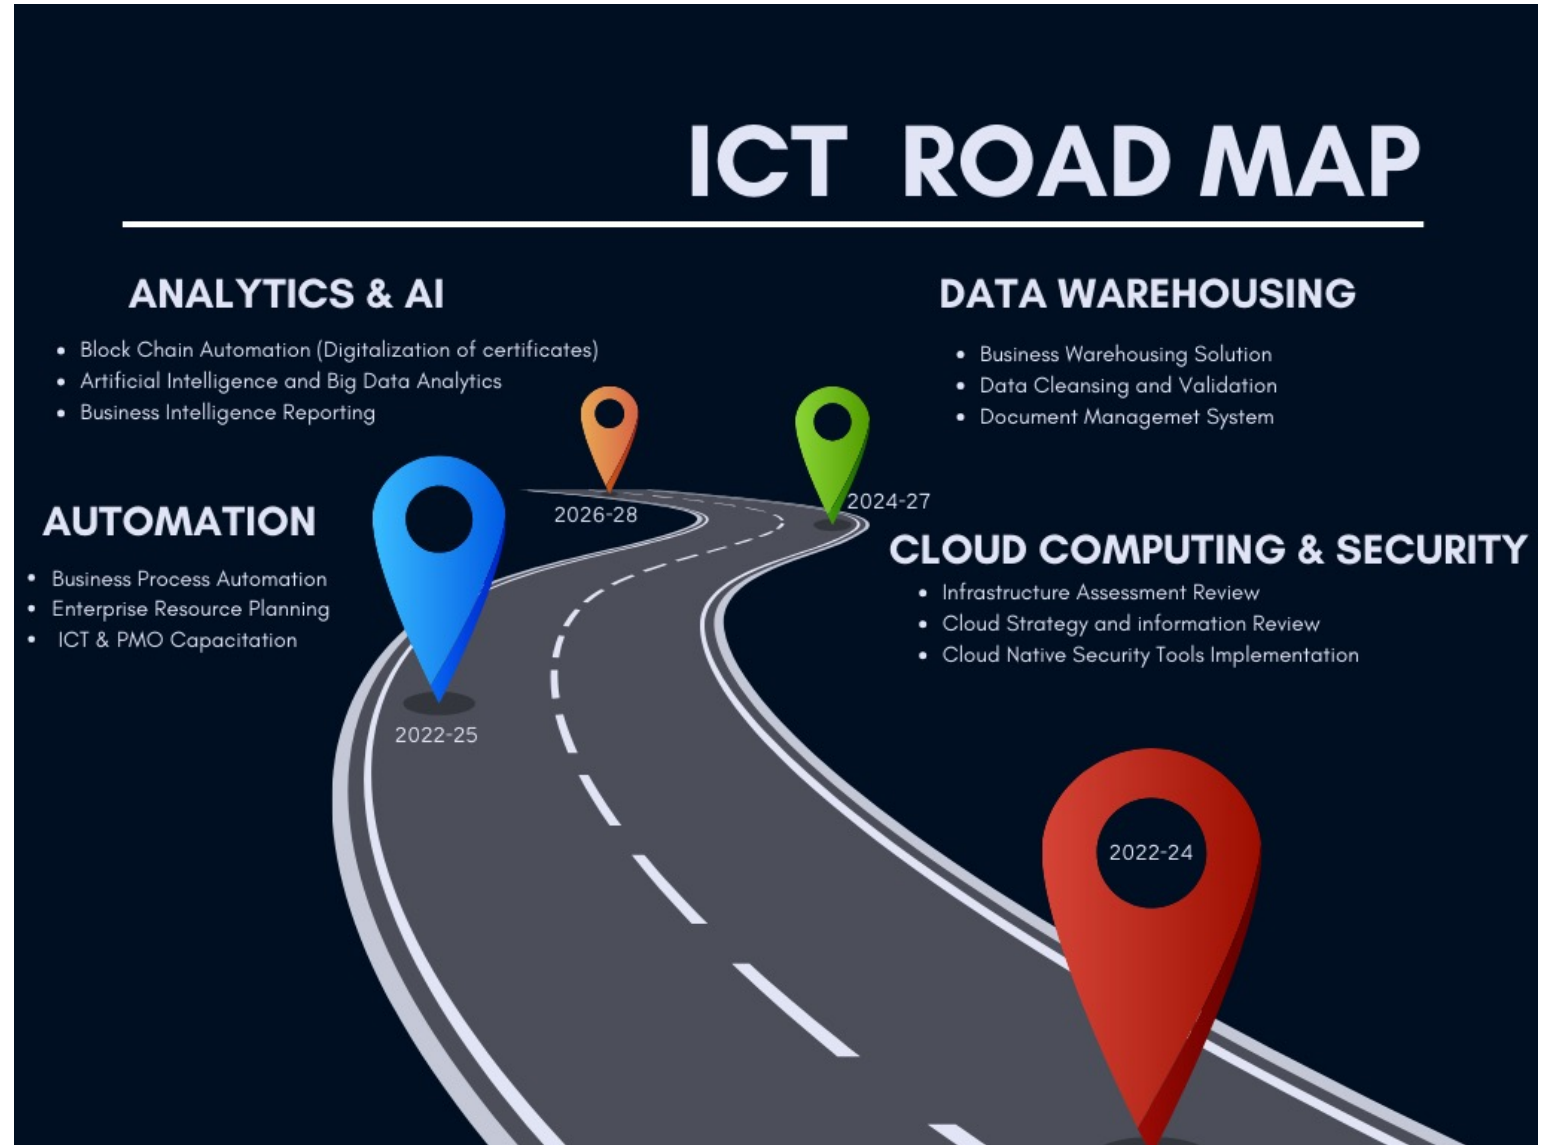 ICT ROAD MAP
ANALYTICS & AI
• Block Chain Automation (Digitalization of certificates)
• Artificial Intelligence and Big Data Analytics
• Business Intelligence Reporting
DATA WAREHOUSING
• Business Warehousing Solution
• Data Cleansing and Validation
• Document Managemet System
2026-28
2024-27
AUTOMATION
• Business Process Automation
• Enterprise Resource Planning
• ICT & PMO Capacitation
2022-25
CLOUD COMPUTING & SECURITY
• Infrastructure Assessment Review
• Cloud Strategy and information Review
• Cloud Native Security Tools Implementation
2022-24